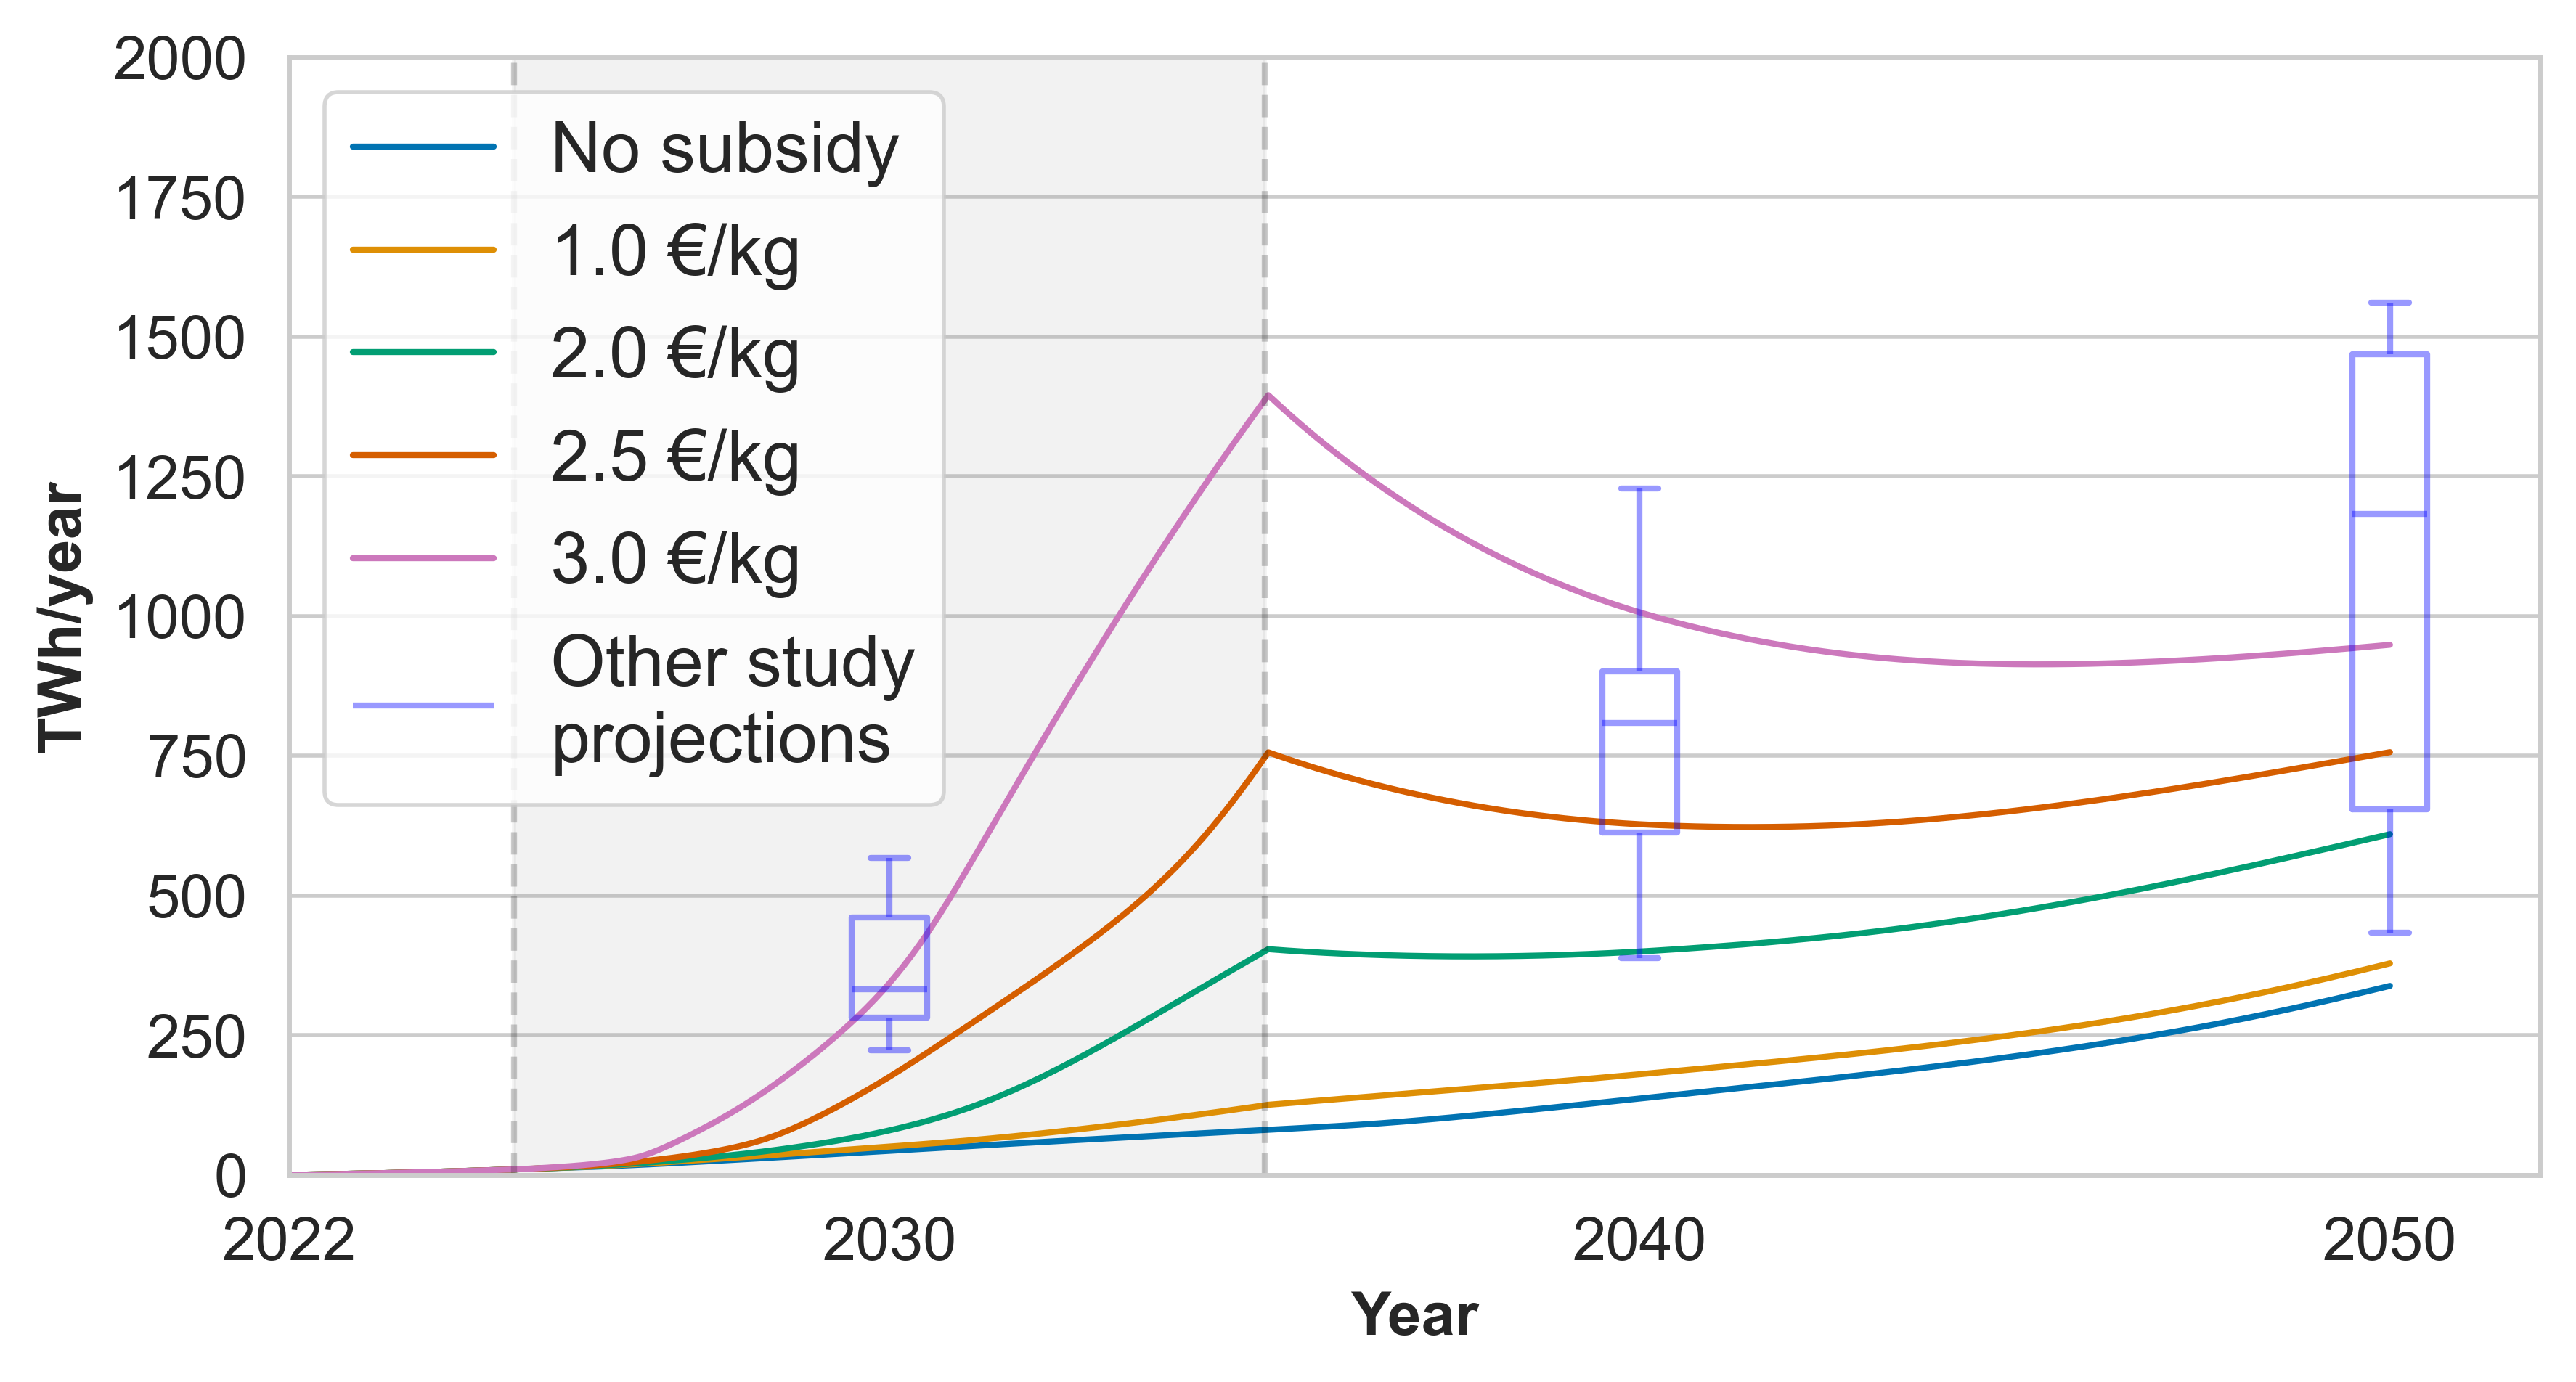 2000
1750
1500
1250
1000
750
500
250
0
TWh/year
No subsidy
1.0 €/kg
2.0 €/kg
2.5 €/kg
3.0 €/kg
Other study
projections
2022 2030 2040 2050
Year